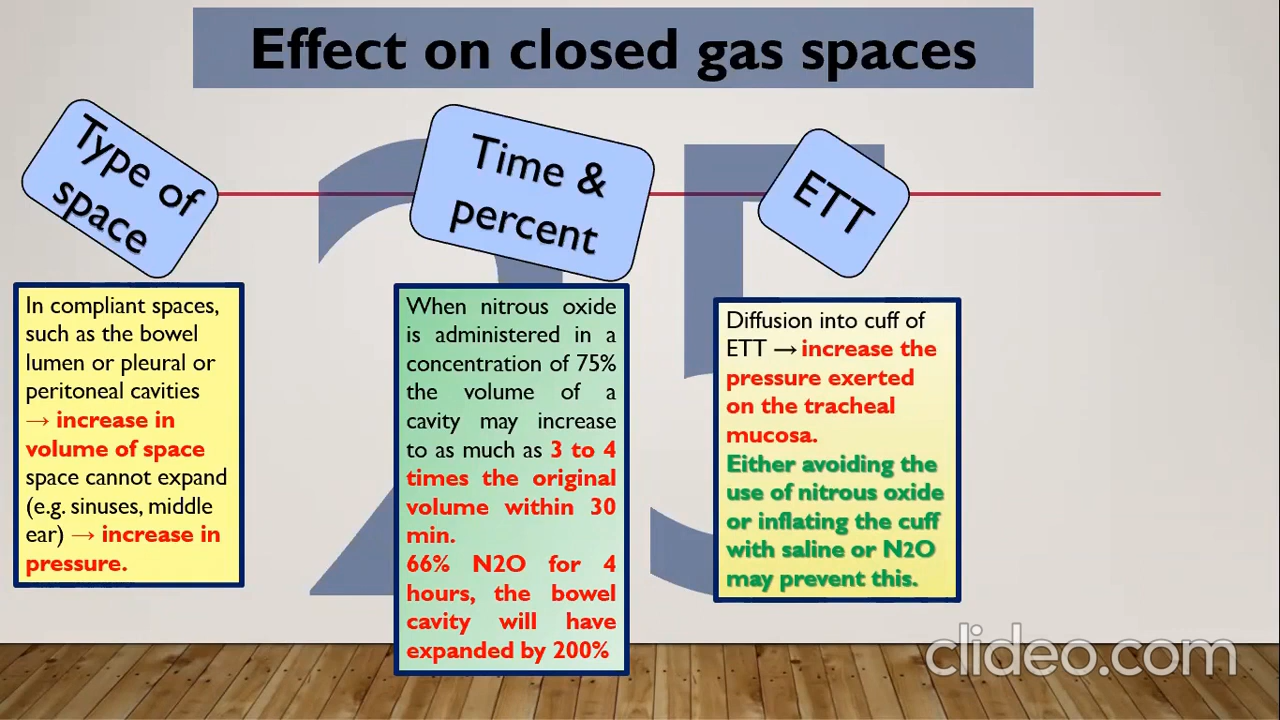 Effect on closed gas spaces
Type of
space
In compliant spaces,
such as the bowel
lumen or pleural or
peritoneal cavities
→ increase in
volume of space
space cannot expand
(e.g. sinuses, middle
ear) → increase in
pressure.
Time &
percent
When nitrous oxide
is administered in a
concentration of 75%
the volume of a
cavity may increase
to as much as 3 to 4
times the original
volume within 30
min.
66% N2O for 4
hours, the bowel
cavity will have
expanded by 200%
ETT
Diffusion into cuff of
ETT → increase the
pressure exerted
on the tracheal
mucosa.
Either avoiding the
use of nitrous oxide
or inflating the cuff
with saline or N2O
may prevent this.
25
clideo.com